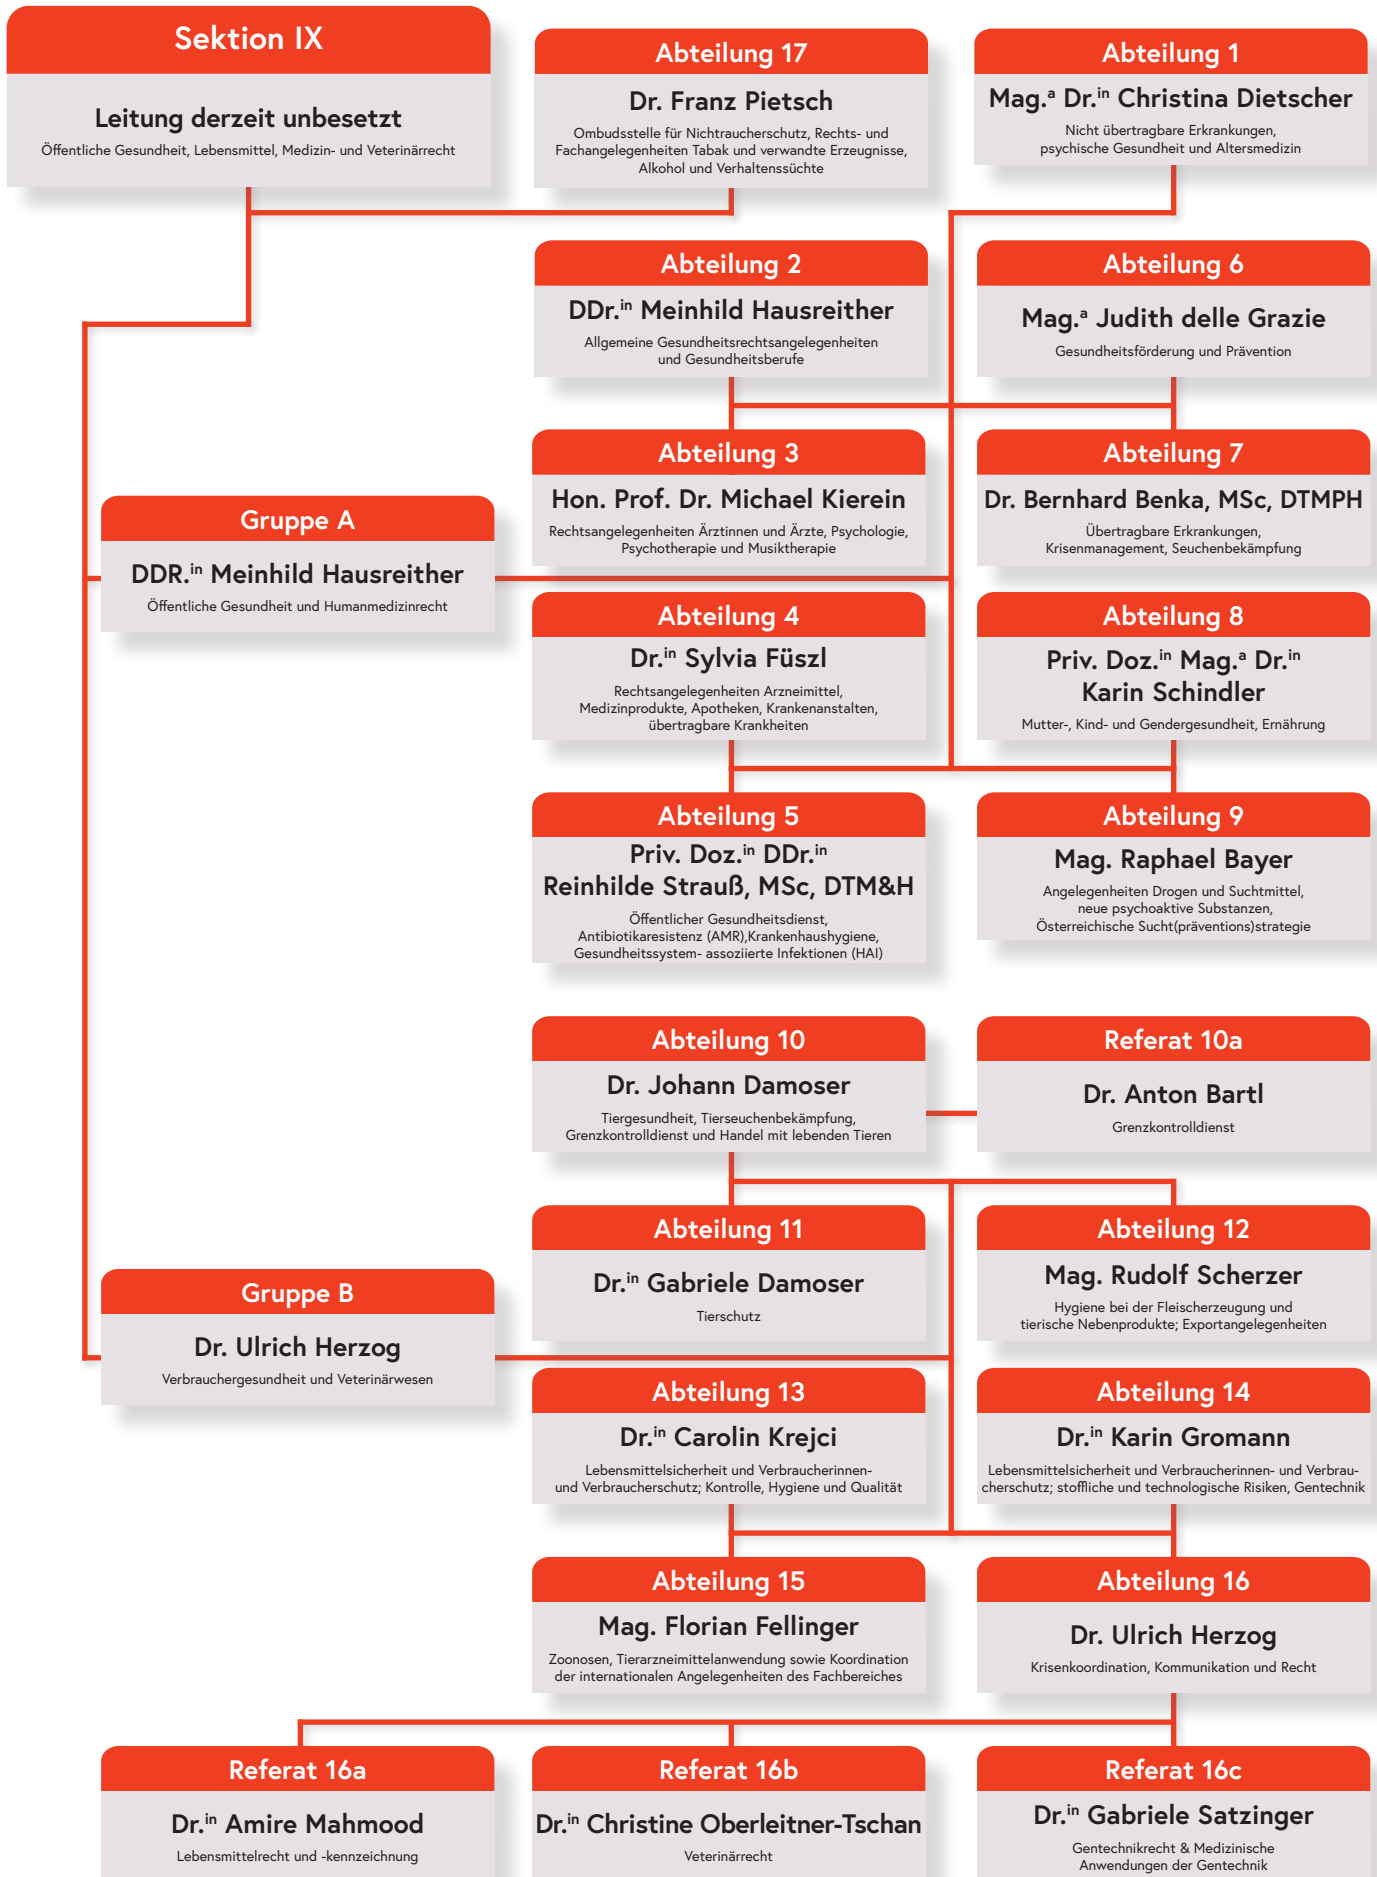 Sektion IX
Leitung derzeit unbesetzt
Öffentliche Gesundheit, Lebensmittel, Medizin- und Veterinärrecht
Abteilung 17
Dr. Franz Pietsch
Ombudsstelle für Nichtraucherschutz, Rechts- und
Fachangelegenheiten Tabak und verwandte Erzeugnisse,
Alkohol und Verhaltenssüchte
Abteilung 1
Mag.ª Dr.in Christina Dietscher
Nicht übertragbare Erkrankungen,
psychische Gesundheit und Altersmedizin
Abteilung 2
DDr.in Meinhild Hausreither
Allgemeine Gesundheitsrechtsangelegenheiten
und Gesundheitsberufe
Abteilung 6
Mag.ª Judith delle Grazie
Gesundheitsförderung und Prävention
Abteilung 3
Hon. Prof. Dr. Michael Kierein
Rechtsangelegenheiten Ärztinnen und Ärzte, Psychologie,
Psychotherapie und Musiktherapie
Abteilung 7
Dr. Bernhard Benka, MSc, DTMPH
Übertragbare Erkrankungen,
Krisenmanagement, Seuchenbekämpfung
Gruppe A
DDR.in Meinhild Hausreither
Öffentliche Gesundheit und Humanmedizinrecht
Abteilung 4
Dr.in Sylvia Füszl
Rechtsangelegenheiten Arzneimittel,
Medizinprodukte, Apotheken, Krankenanstalten,
übertragbare Krankheiten
Abteilung 8
Priv. Doz.in Mag.ª Dr.in
Karin Schindler
Mutter-, Kind- und Gendergesundheit, Ernährung
Abteilung 5
Priv. Doz.in DDr.in
Reinhilde Strauß, MSc, DTM&H
Öffentlicher Gesundheitsdienst,
Antibiotikaresistenz (AMR),Krankenhaushygiene,
Gesundheitssystem- assoziierte Infektionen (HAI)
Abteilung 9
Mag. Raphael Bayer
Angelegenheiten Drogen und Suchtmittel,
neue psychoaktive Substanzen,
Österreichische Sucht(präventions)strategie
Abteilung 10
Dr. Johann Damoser
Tiergesundheit, Tierseuchenbekämpfung,
Grenzkontrolldienst und Handel mit lebenden Tieren
Referat 10a
Dr. Anton Bartl
Grenzkontrolldienst
Abteilung 11
Dr.in Gabriele Damoser
Tierschutz
Abteilung 12
Mag. Rudolf Scherzer
Hygiene bei der Fleischerzeugung und
tierische Nebenprodukte; Exportangelegenheiten
Gruppe B
Dr. Ulrich Herzog
Verbrauchergesundheit und Veterinärwesen
Abteilung 13
Dr.in Carolin Krejci
Lebensmittelsicherheit und Verbraucherinnen-
und Verbraucherschutz; Kontrolle, Hygiene und Qualität
Abteilung 14
Dr.in Karin Gromann
Lebensmittelsicherheit und Verbraucherinnen- und Verbrau-
cherschutz; stoffliche und technologische Risiken, Gentechnik
Abteilung 15
Mag. Florian Fellinger
Zoonosen, Tierarzneimittelanwendung sowie Koordination
der internationalen Angelegenheiten des Fachbereiches
Abteilung 16
Dr. Ulrich Herzog
Krisenkoordination, Kommunikation und Recht
Referat 16a
Dr.in Amire Mahmood
Lebensmittelrecht und -kennzeichnung
Referat 16b
Dr.in Christine Oberleitner-Tschan
Veterinärrecht
Referat 16c
Dr.in Gabriele Satzinger
Gentechnikrecht & Medizinische
Anwendungen der Gentechnik